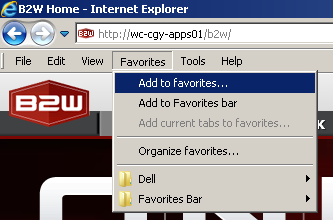 B2W Home - Internet Explorer
http://wc-cgy-apps01/b2w/
File Edit View Favorites Tools Help
B2W
Add to favorites...
Add to Favorites bar
Add current tabs to favorites...
Organize favorites...
Dell
Favorites Bar